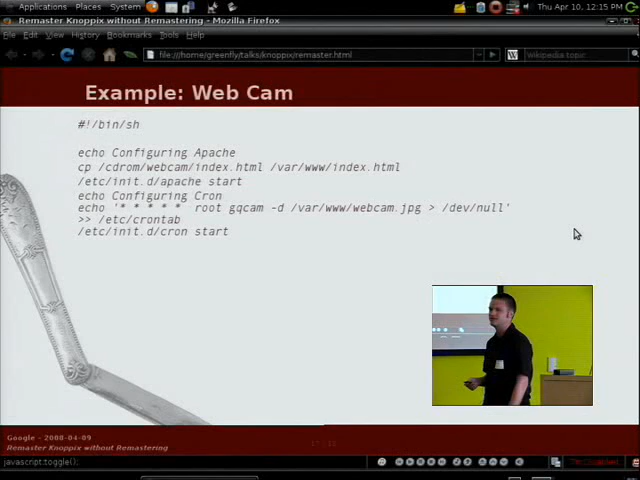 Applications Places System
Thu Apr 10, 12:15 PM
Remaster Knoppix without Remastering - Mozilla Firefox
File Edit View History Bookmarks Tools Help
file:///home/greenfly/talks/knoppix/remaster.html
Wikipedia topic
Example: Web Cam
#!/bin/sh
echo Configuring Apache
cp /cdrom/webcam/index.html /var/www/index.html
/etc/init.d/apache start
echo Configuring Cron
echo '* * * * *  root gqcam -d /var/www/webcam.jpg > /dev/null'
>> /etc/crontab
/etc/init.d/cron start
Google - 2008-04-09
Remaster Knoppix without Remastering
javascript:toggle();
Tor Disabled